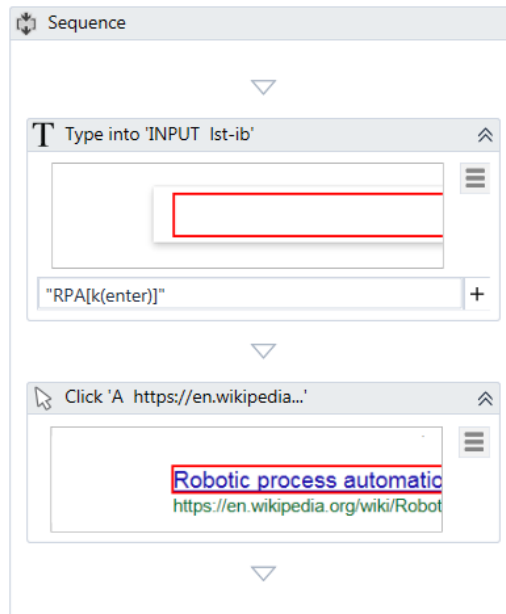 Sequence
Type into 'INPUT lst-ib'
"RPA[k(enter)]"
Click 'A https://en.wikipedia...'
Robotic process automatic
https://en.wikipedia.org/wiki/Robot